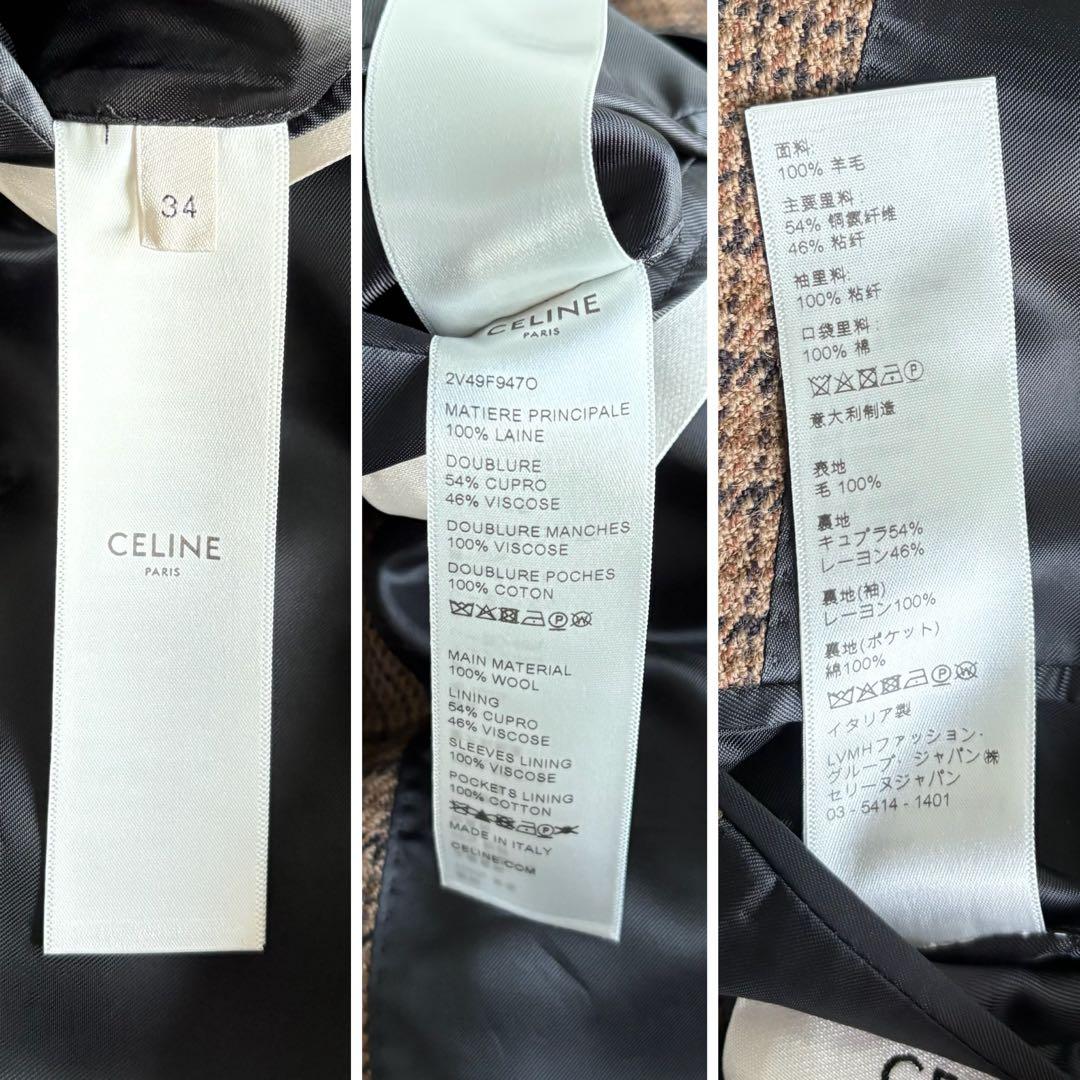 34
CELINE
PARIS
CELINE
PARIS
2V49F947O
MATIERE PRINCIPALE
100% LAINE
DOUBLURE
54% CUPRO
46% VISCOSE
DOUBLURE MANCHES
100% VISCOSE
DOUBLURE POCHES
100% COTON
MAIN MATERIAL
100% WOOL
LINING
54% CUPRO
46% VISCOSE
SLEEVES LINING
100% VISCOSE
POCKETS LINING
100% COTTON
MADE IN ITALY
CELINE.COM
面料:
100% 羊毛
主要里料:
54% 铜氨纤维
46% 粘纤
袖里料:
100% 粘纤
口袋里料:
100% 棉
意大利制造
表地
毛 100%
裏地
キュプラ54%
レーヨン46%
裏地(袖)
レーヨン100%
裏地(ポケット)
綿100%
イタリア製
LVMHファッション・
グループ・ジャパン㈱
セリーヌジャパン
03-5414-1401
CE